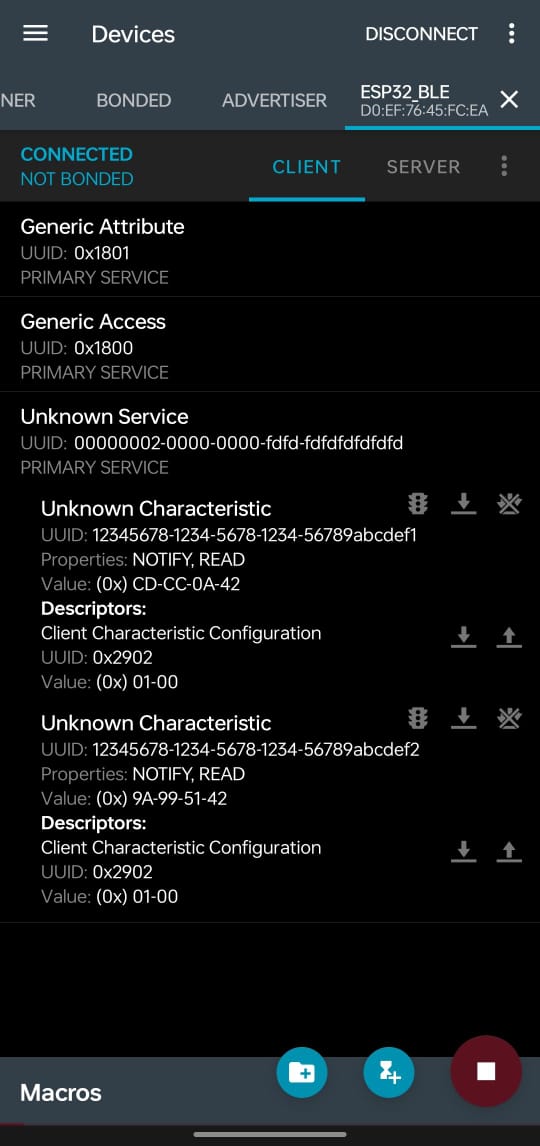 Devices
DISCONNECT
NER
BONDED
ADVERTISER
ESP32_BLE
D0:EF:76:45:FC:EA
CONNECTED
NOT BONDED
CLIENT
SERVER
Generic Attribute
UUID: 0x1801
PRIMARY SERVICE
Generic Access
UUID: 0x1800
PRIMARY SERVICE
Unknown Service
UUID: 00000002-0000-0000-fdfd-fdfdfdfdfdfd
PRIMARY SERVICE
Unknown Characteristic
UUID: 12345678-1234-5678-1234-56789abcdef1
Properties: NOTIFY, READ
Value: (0x) CD-CC-0A-42
Descriptors:
Client Characteristic Configuration
UUID: 0x2902
Value: (0x) 01-00
Unknown Characteristic
UUID: 12345678-1234-5678-1234-56789abcdef2
Properties: NOTIFY, READ
Value: (0x) 9A-99-51-42
Descriptors:
Client Characteristic Configuration
UUID: 0x2902
Value: (0x) 01-00
Macros